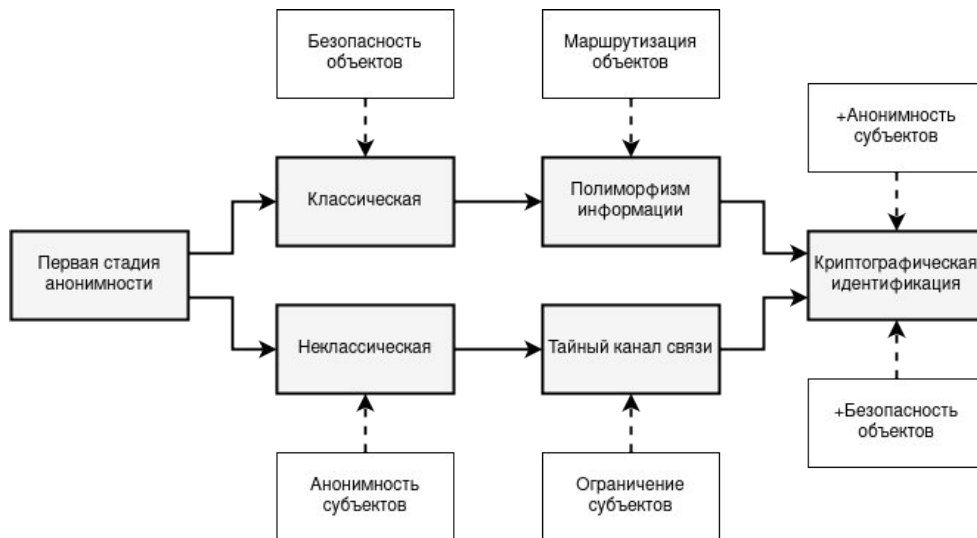 Безопасность
объектов
Маршрутизация
объектов
+Анонимность
субъектов
Классическая
Полиморфизм
информации
Первая стадия
анонимности
Криптографическая
идентификация
Неклассическая
Тайный канал связи
+Безопасность
объектов
Анонимность
субъектов
Ограничение
субъектов